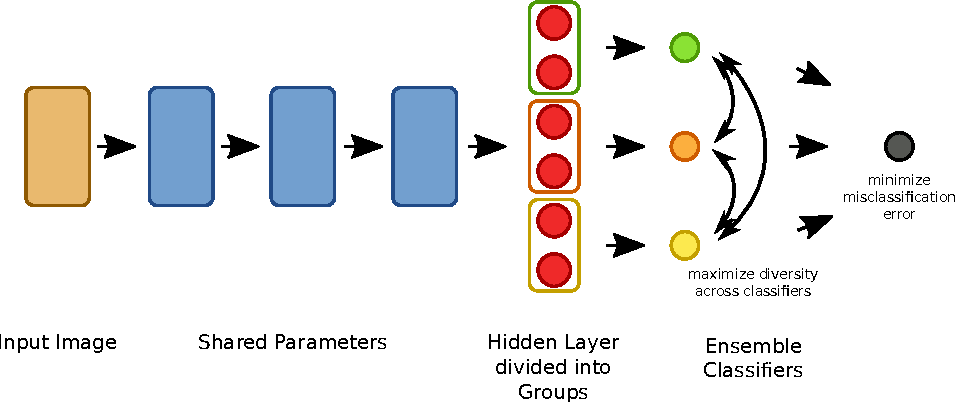 minimize
misclassification
error
maximize diversity
across classifiers
Input Image
Shared Parameters
Hidden Layer
divided into
Groups
Ensemble
Classifiers